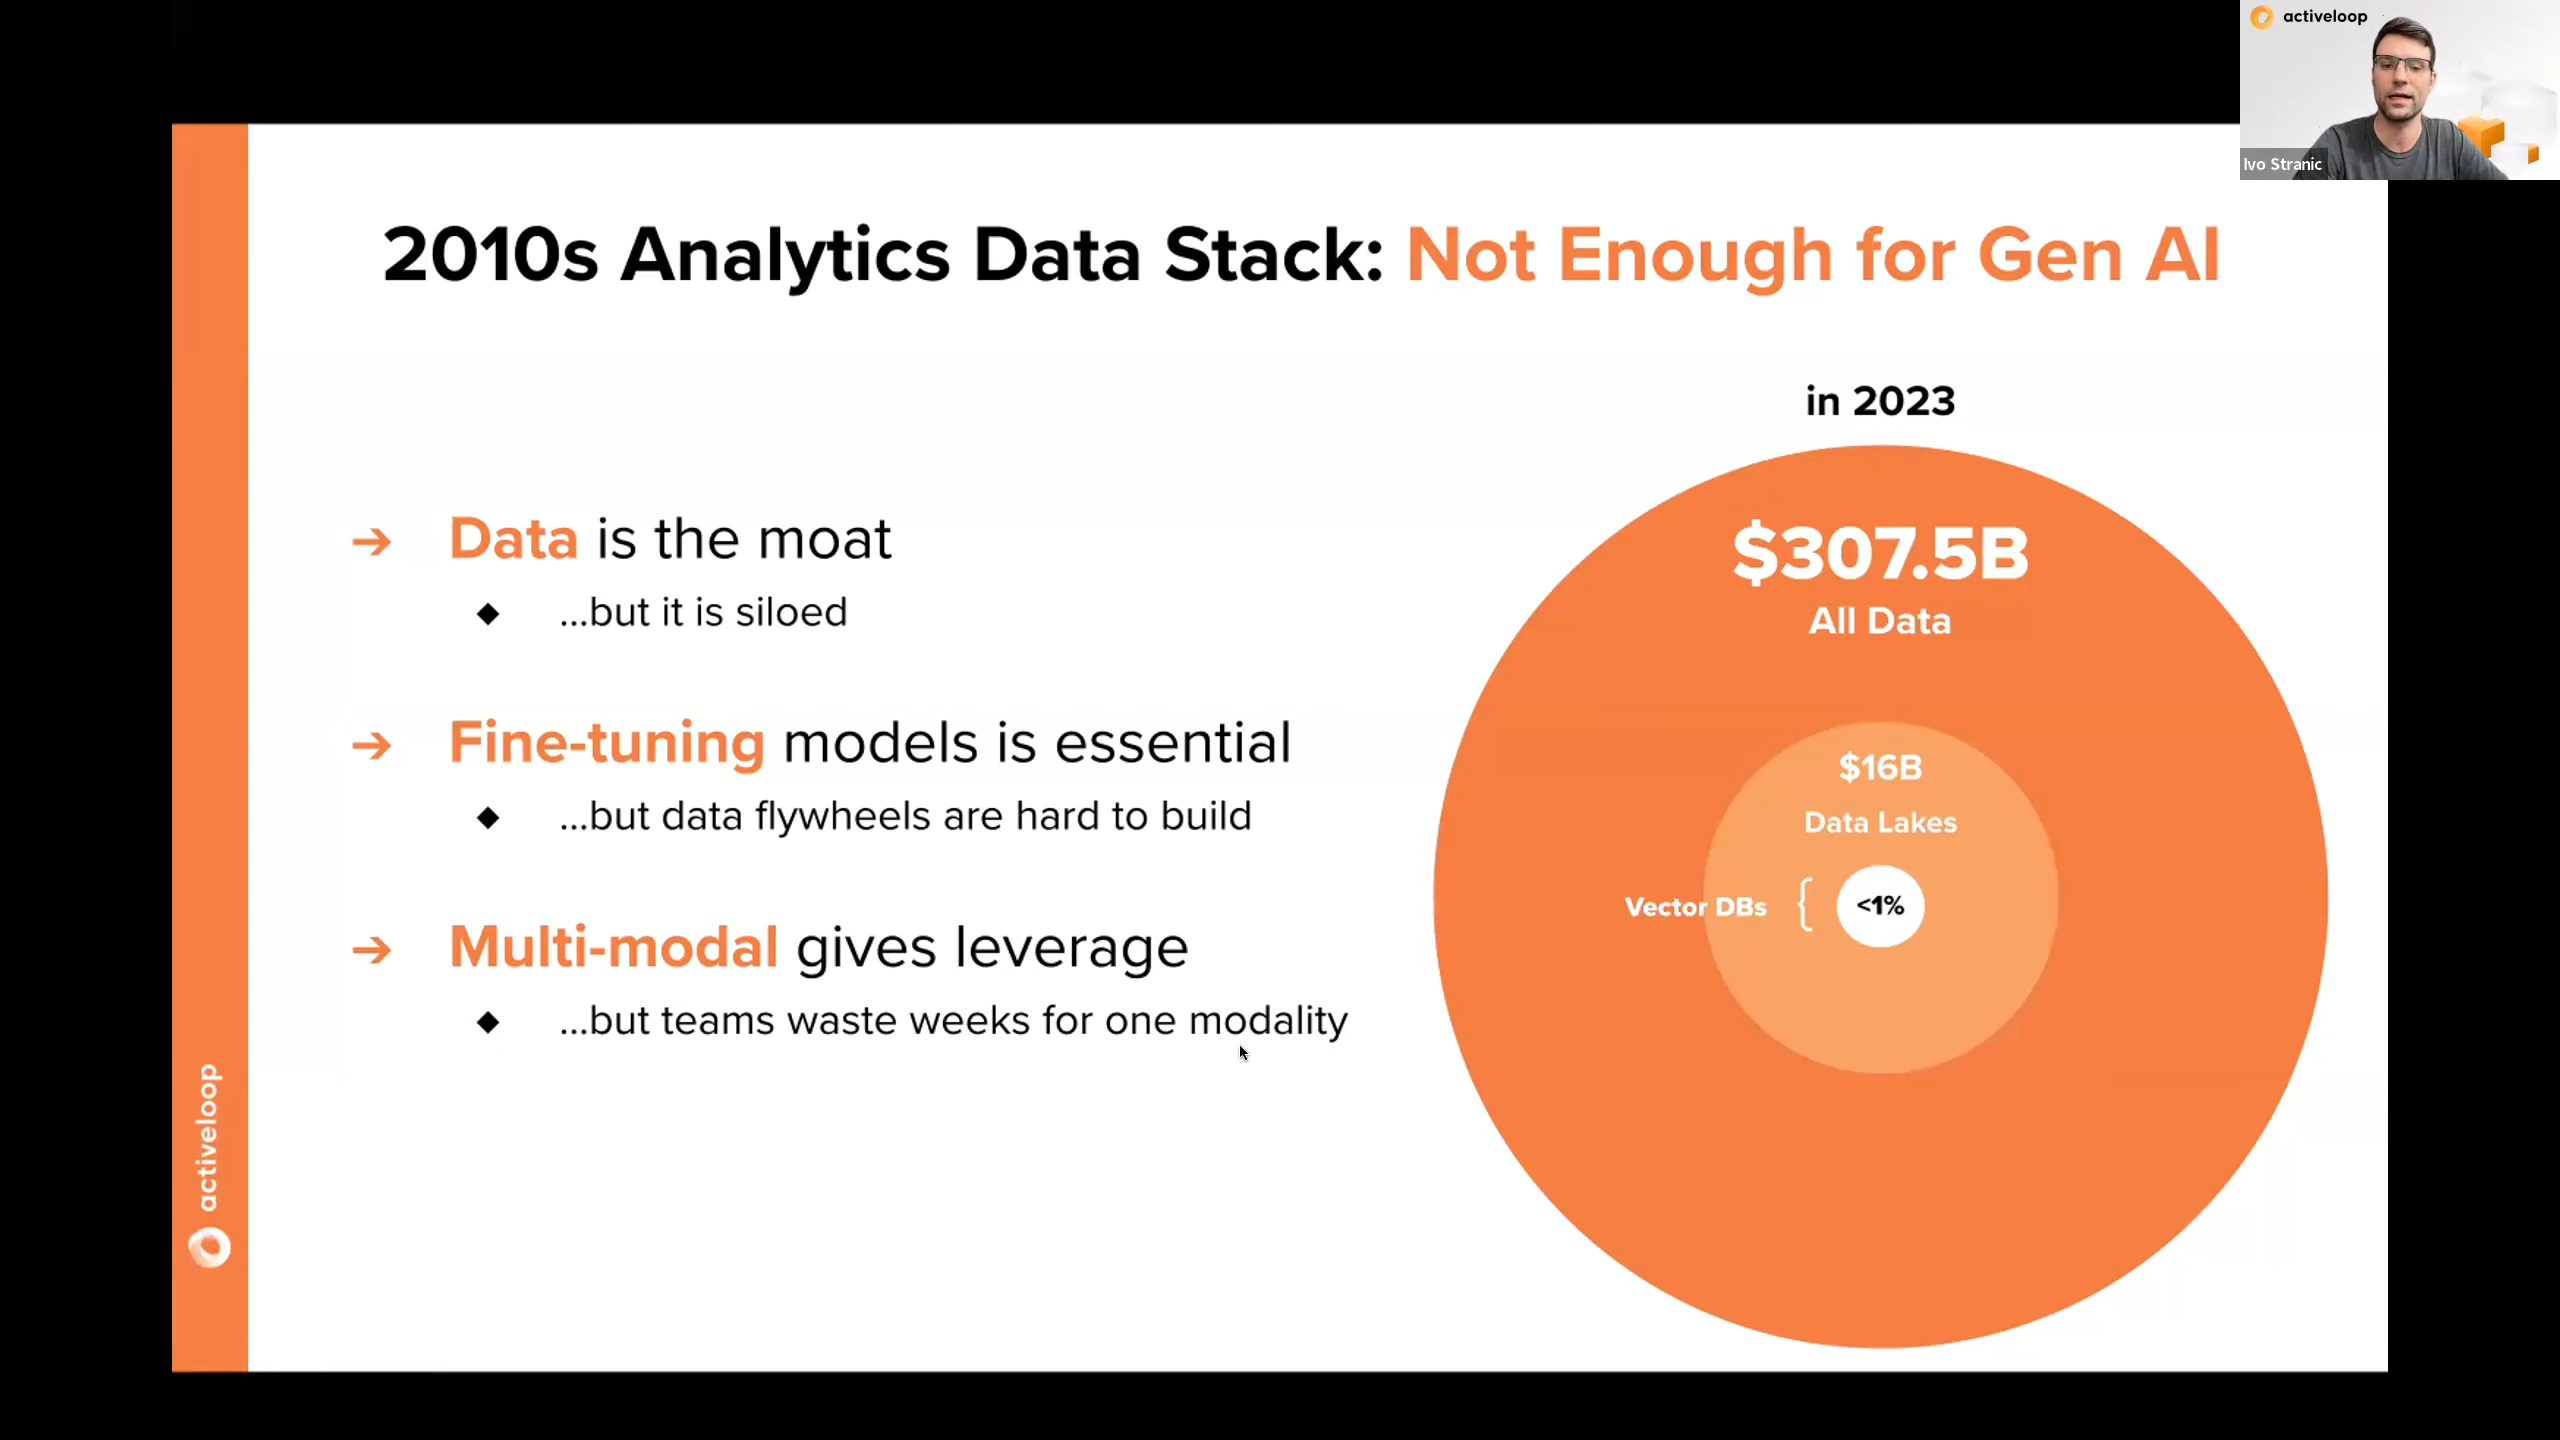 activeloop
Ivo Stranic
2010s Analytics Data Stack: Not Enough for Gen AI
➔ Data is the moat
◆ ...but it is siloed
➔ Fine-tuning models is essential
◆ ...but data flywheels are hard to build
➔ Multi-modal gives leverage
◆ ...but teams waste weeks for one modality
in 2023
$307.5B
All Data
$16B
Data Lakes
Vector DBs { <1%
activeloop